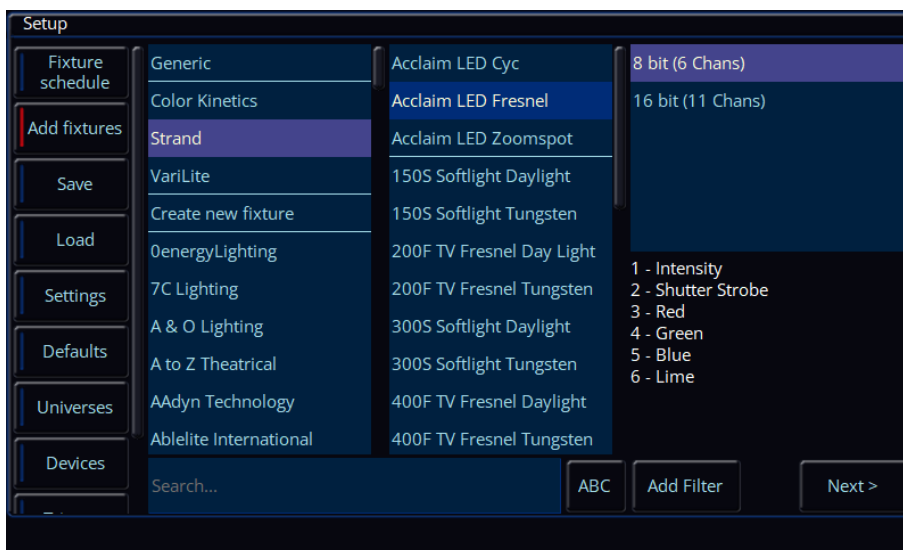 Setup
Fixture
schedule
Add fixtures
Save
Load
Settings
Defaults
Universes
Devices
Generic
Color Kinetics
Strand
VariLite
Create new fixture
0energyLighting
7C Lighting
A & O Lighting
A to Z Theatrical
AAdyn Technology
Ablelite International
Acclaim LED Cyc
Acclaim LED Fresnel
Acclaim LED Zoomspot
150S Softlight Daylight
150S Softlight Tungsten
200F TV Fresnel Day Light
200F TV Fresnel Tungsten
300S Softlight Daylight
300S Softlight Tungsten
400F TV Fresnel Daylight
400F TV Fresnel Tungsten
8 bit (6 Chans)
16 bit (11 Chans)
1 - Intensity
2 - Shutter Strobe
3 - Red
4 - Green
5 - Blue
6 - Lime
Search...
ABC
Add Filter
Next >